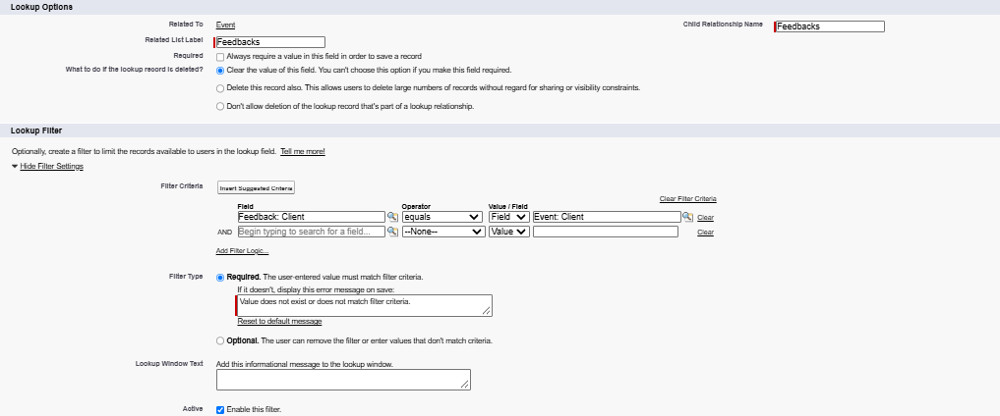 Lookup Options
Related To Event Child Relationship Name Feedbacks
Related List Label Feedbacks
Required Always require a value in this field in order to save a record
What to do if the lookup record is deleted? Clear the value of this field. You can't choose this option if you make this field required.
Delete this record also. This allows users to delete large numbers of records without regard for sharing or visibility constraints.
Don't allow deletion of the lookup record that's part of a lookup relationship.
Lookup Filter
Optionally, create a filter to limit the records available to users in the lookup field. Tell me more!
Hide Filter Settings
Filter Criteria Insert Suggested Criteria
Clear Filter Criteria
Field Operator Value / Field
Feedback: Client equals Field Event: Client Clear
AND Begin typing to search for a field... --None-- Value Clear
Add Filter Logic...
Filter Type Required. The user-entered value must match filter criteria.
If it doesn't, display this error message on save:
Value does not exist or does not match filter criteria.
Reset to default message
Optional. The user can remove the filter or enter values that don't match criteria.
Lookup Window Text Add this informational message to the lookup window.
Active Enable this filter.